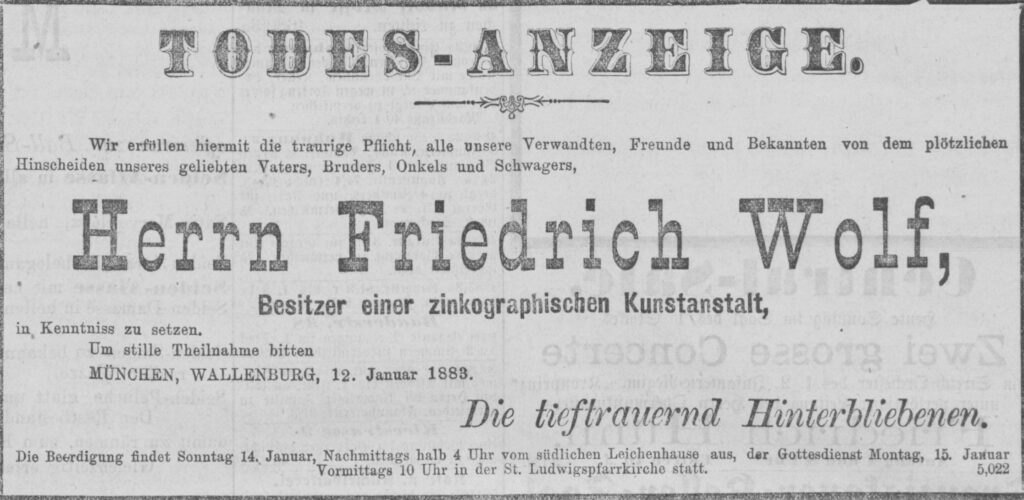 TODES-ANZEIGE.
Wir erfüllen hiermit die traurige Pflicht, alle unsere Verwandten, Freunde und Bekannten von dem plötzlichen
Hinscheiden unseres geliebten Vaters, Bruders, Onkels und Schwagers,
Herrn Friedrich Wolf,
Besitzer einer zinkographischen Kunstanstalt,
in Kenntniss zu setzen.
Um stille Theilnahme bitten
MÜNCHEN, WALLENBURG, 12. Januar 1883.
Die tieftrauernd Hinterbliebenen.
Die Beerdigung findet Sonntag 14. Januar, Nachmittags halb 4 Uhr vom südlichen Leichenhause aus, der Gottesdienst Montag, 15. Januar
Vormittags 10 Uhr in der St. Ludwigspfarrkirche statt. 5,022